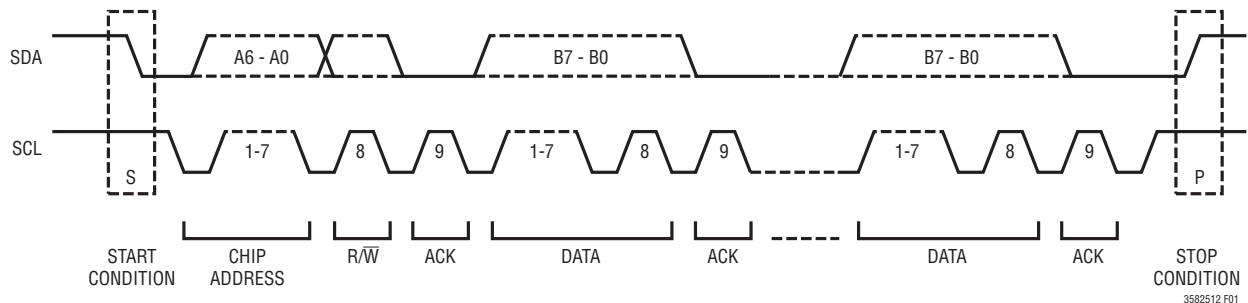 SDA A6 - A0 B7 - B0 B7 - B0
SCL 1-7 8 9 1-7 8 9 1-7 8 9
S P
START CONDITION CHIP ADDRESS R/W̅ ACK DATA ACK DATA ACK STOP CONDITION
3582512 F01